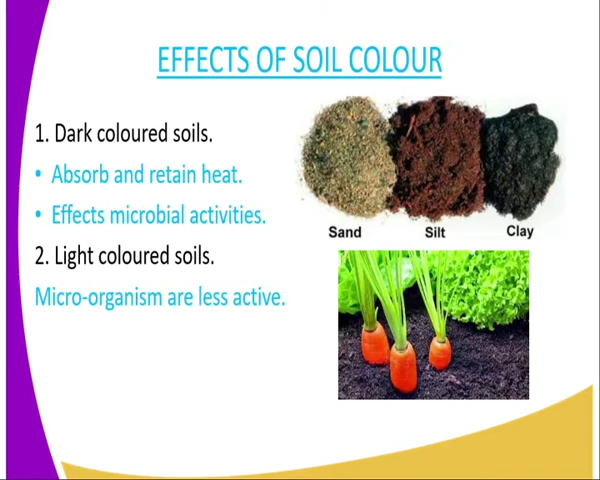 EFFECTS OF SOIL COLOUR
1. Dark coloured soils.
• Absorb and retain heat.
• Effects microbial activities.
2. Light coloured soils.
Micro-organism are less active.
Sand Silt Clay